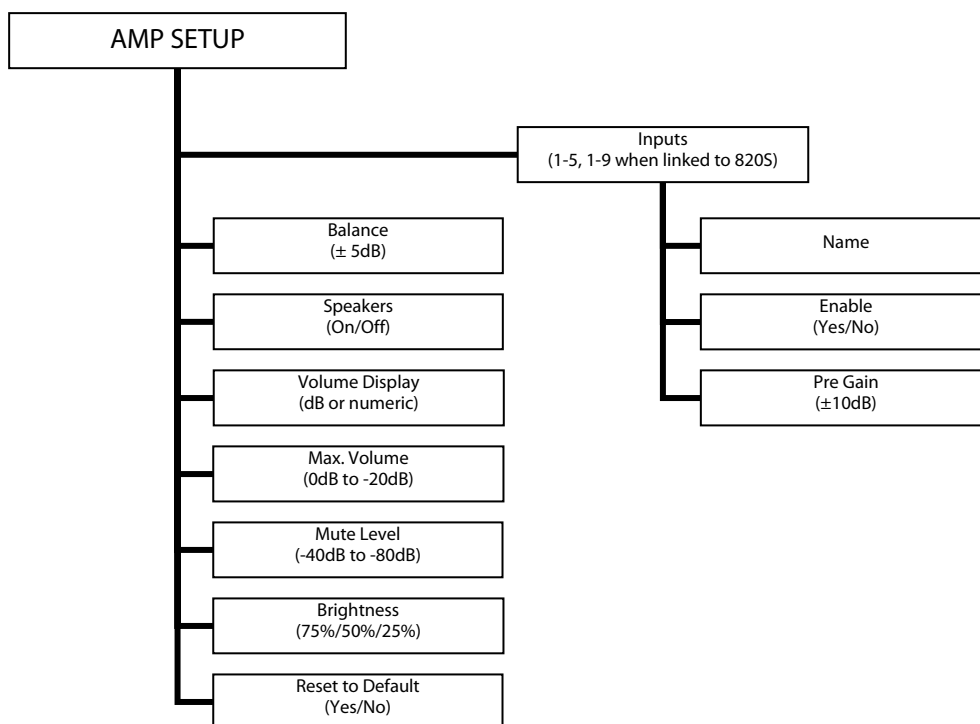 AMP SETUP
Inputs
(1-5, 1-9 when linked to 820S)
Balance
(± 5dB)
Name
Speakers
(On/Off)
Enable
(Yes/No)
Volume Display
(dB or numeric)
Pre Gain
(±10dB)
Max. Volume
(0dB to -20dB)
Mute Level
(-40dB to -80dB)
Brightness
(75%/50%/25%)
Reset to Default
(Yes/No)